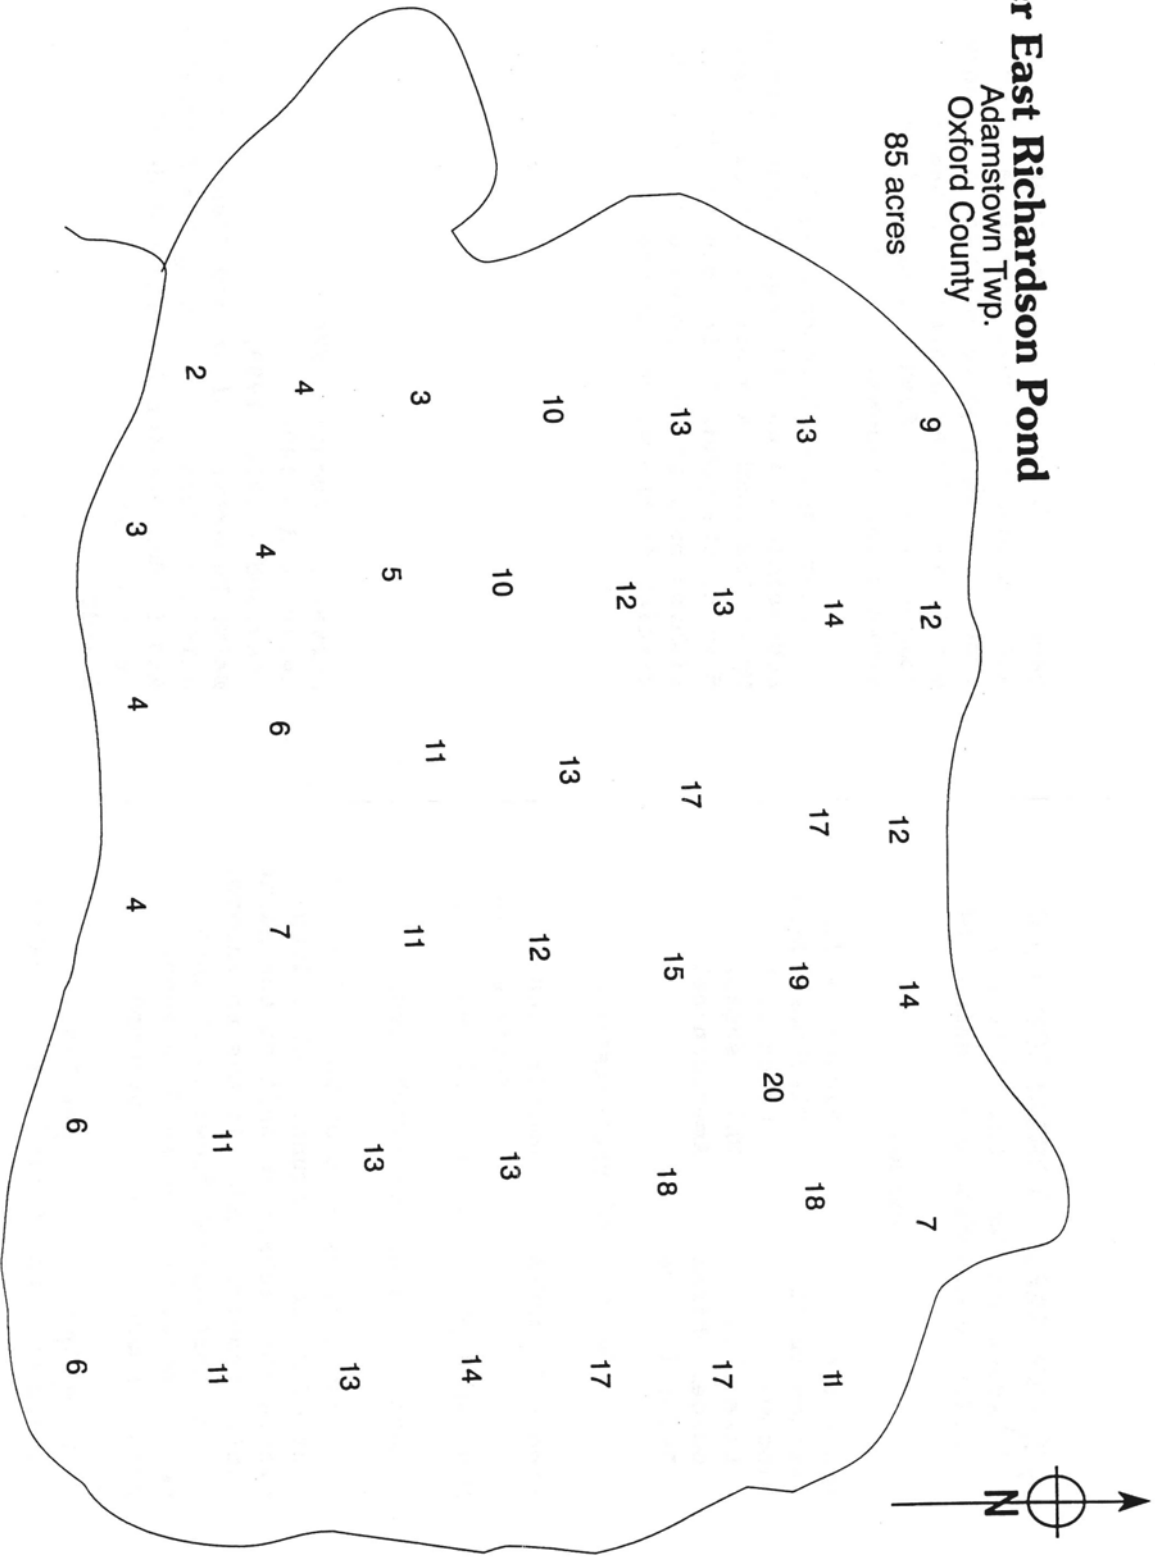 r East Richardson Pond
Adamstown Twp.
Oxford County
85 acres
N
9 12 12 14 7
13 14 17 19 20 18 11
13 13 17 15 18 17
10 12 13 12 13 17
3 10 11 11 13 14
4 5 6 7 11 13
2 4 4 4 6 11
3 6